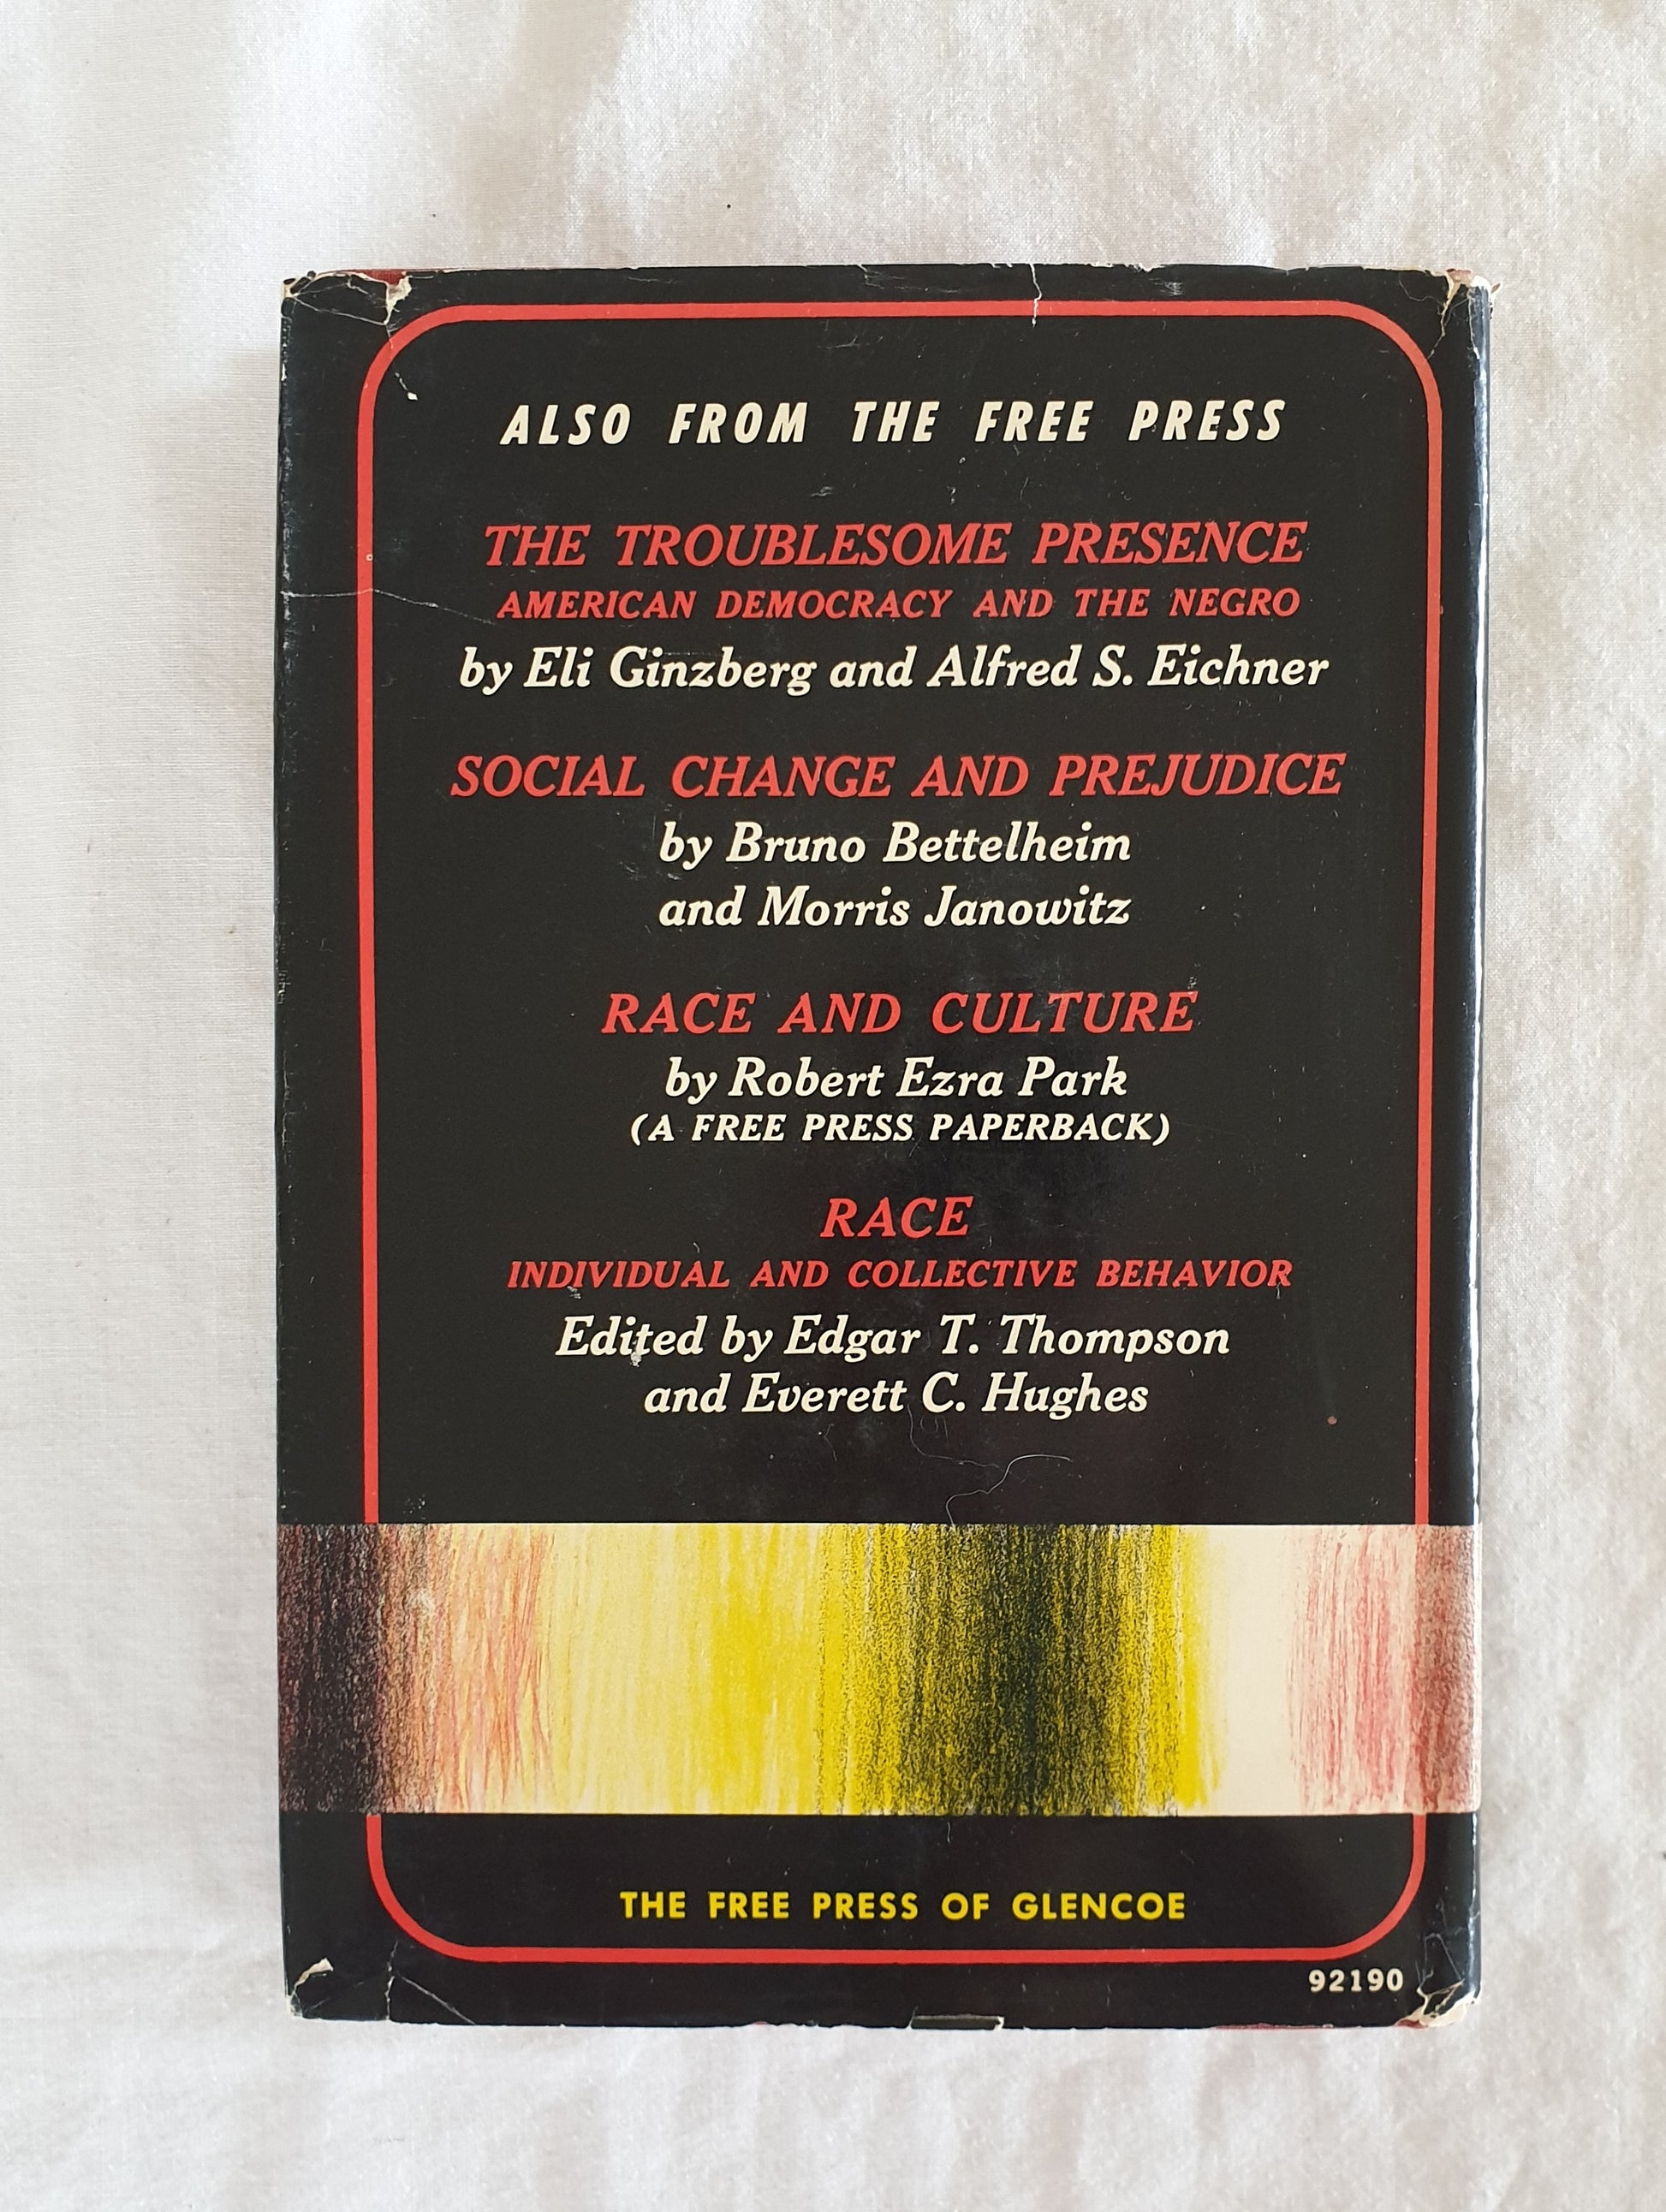 ALSO FROM THE FREE PRESS
THE TROUBLESOME PRESENCE
AMERICAN DEMOCRACY AND THE NEGRO
by Eli Ginzberg and Alfred S. Eichner
SOCIAL CHANGE AND PREJUDICE
by Bruno Bettelheim
and Morris Janowitz
RACE AND CULTURE
by Robert Ezra Park
(A FREE PRESS PAPERBACK)
RACE
INDIVIDUAL AND COLLECTIVE BEHAVIOR
Edited by Edgar T. Thompson
and Everett C. Hughes
THE FREE PRESS OF GLENCOE
92190